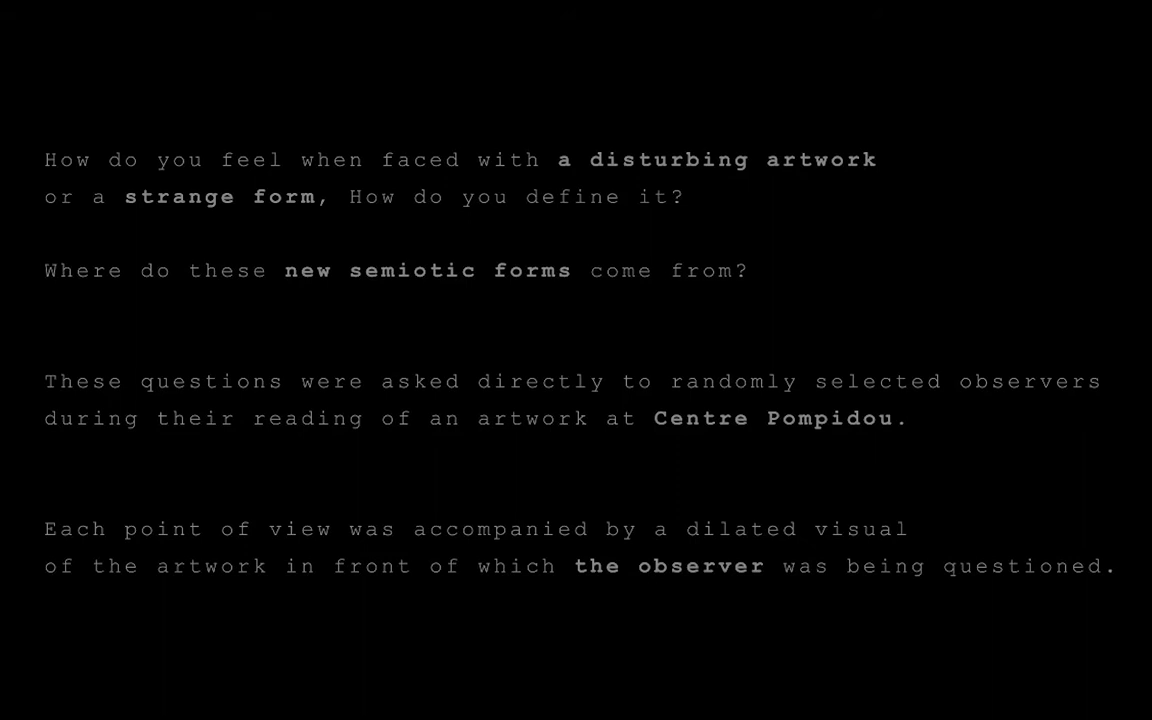 How do you feel when faced with a disturbing artwork
or a strange form, How do you define it?
Where do these new semiotic forms come from?
These questions were asked directly to randomly selected observers
during their reading of an artwork at Centre Pompidou.
Each point of view was accompanied by a dilated visual
of the artwork in front of which the observer was being questioned.